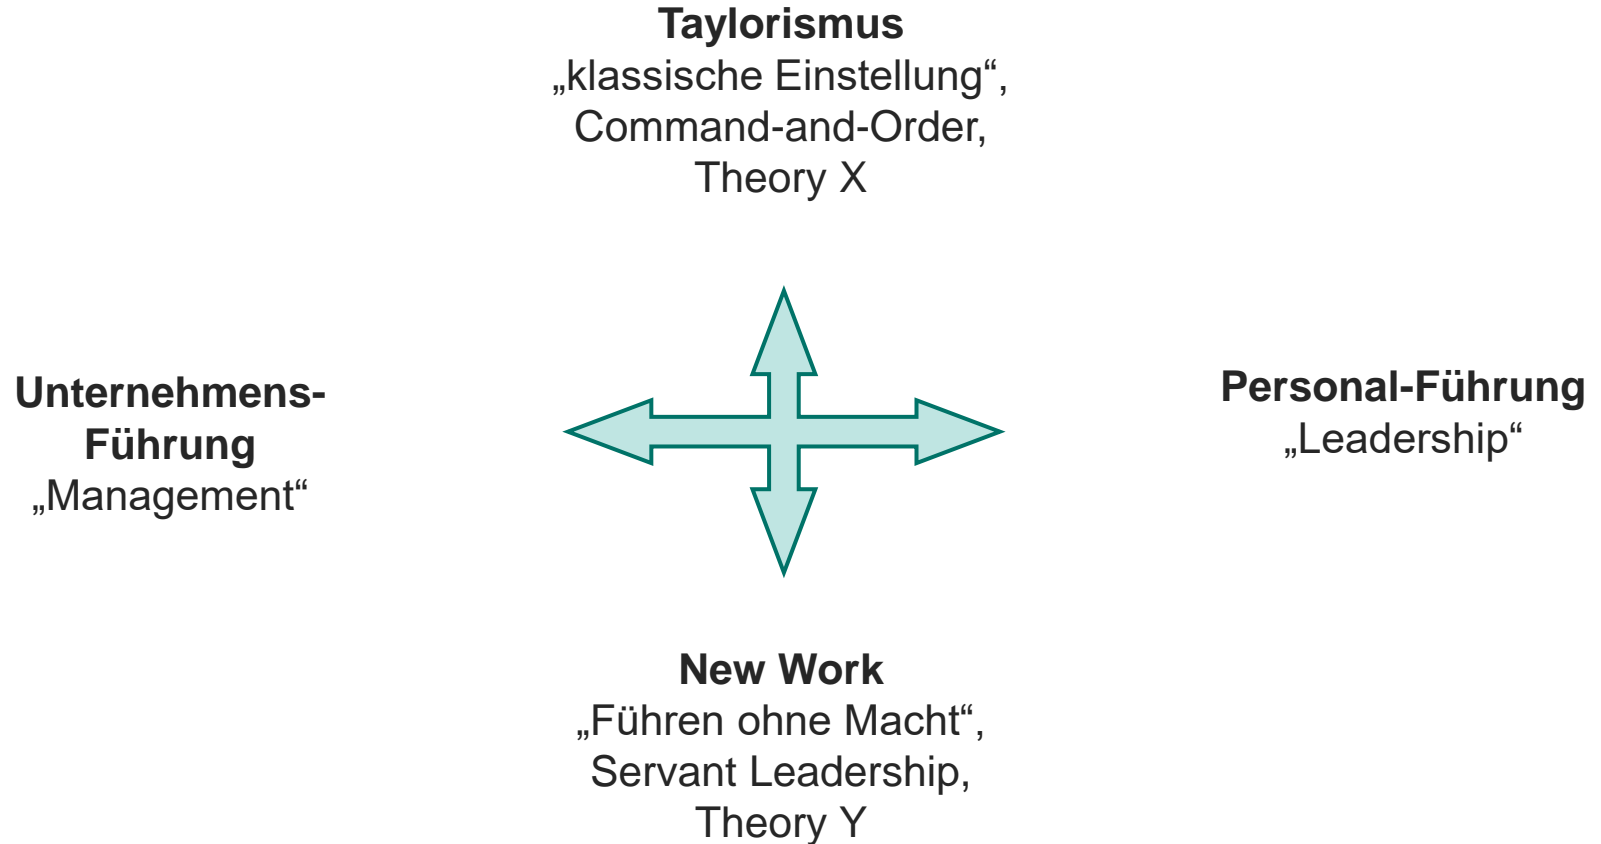 Taylorismus
„klassische Einstellung“,
Command-and-Order,
Theory X
Unternehmens-
Führung
„Management“
Personal-Führung
„Leadership“
New Work
„Führen ohne Macht“,
Servant Leadership,
Theory Y